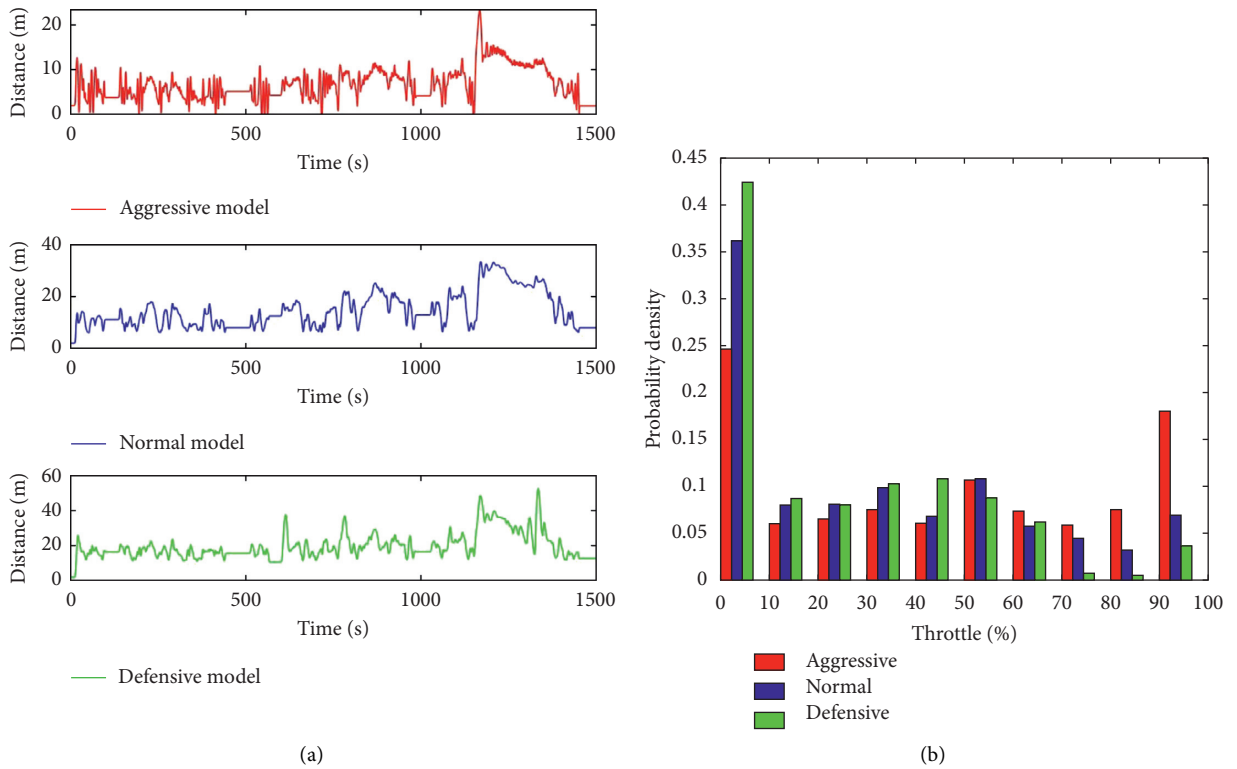 Distance (m)
20
10
0
0 500 1000 1500
Time (s)
Aggressive model
Distance (m)
40
20
0
0 500 1000 1500
Time (s)
Normal model
Distance (m)
60
40
20
0
0 500 1000 1500
Time (s)
Defensive model
(a)
Probability density
0.45
0.4
0.35
0.3
0.25
0.2
0.15
0.1
0.05
0
0 10 20 30 40 50 60 70 80 90 100
Throttle (%)
Aggressive
Normal
Defensive
(b)